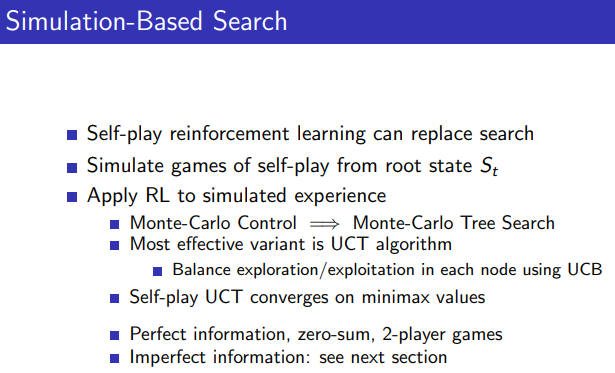 Simulation-Based Search
Self-play reinforcement learning can replace search
Simulate games of self-play from root state Sₜ
Apply RL to simulated experience
Monte-Carlo Control ⟹ Monte-Carlo Tree Search
Most effective variant is UCT algorithm
Balance exploration/exploitation in each node using UCB
Self-play UCT converges on minimax values
Perfect information, zero-sum, 2-player games
Imperfect information: see next section